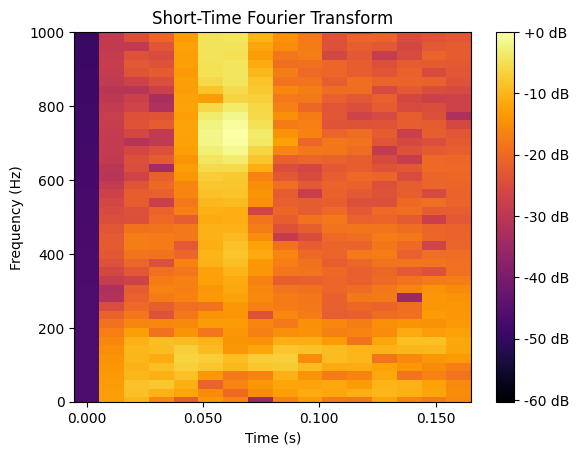 Short-Time Fourier Transform
1000
800
600
400
200
0
Frequency (Hz)
0.000
0.050
0.100
0.150
Time (s)
+0 dB
-10 dB
-20 dB
-30 dB
-40 dB
-50 dB
-60 dB